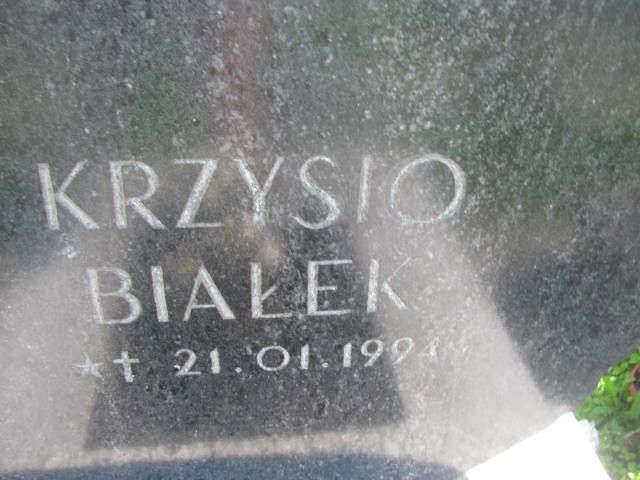 KRZYSIO
BIAŁEK
★ ✝ 21.01.1994